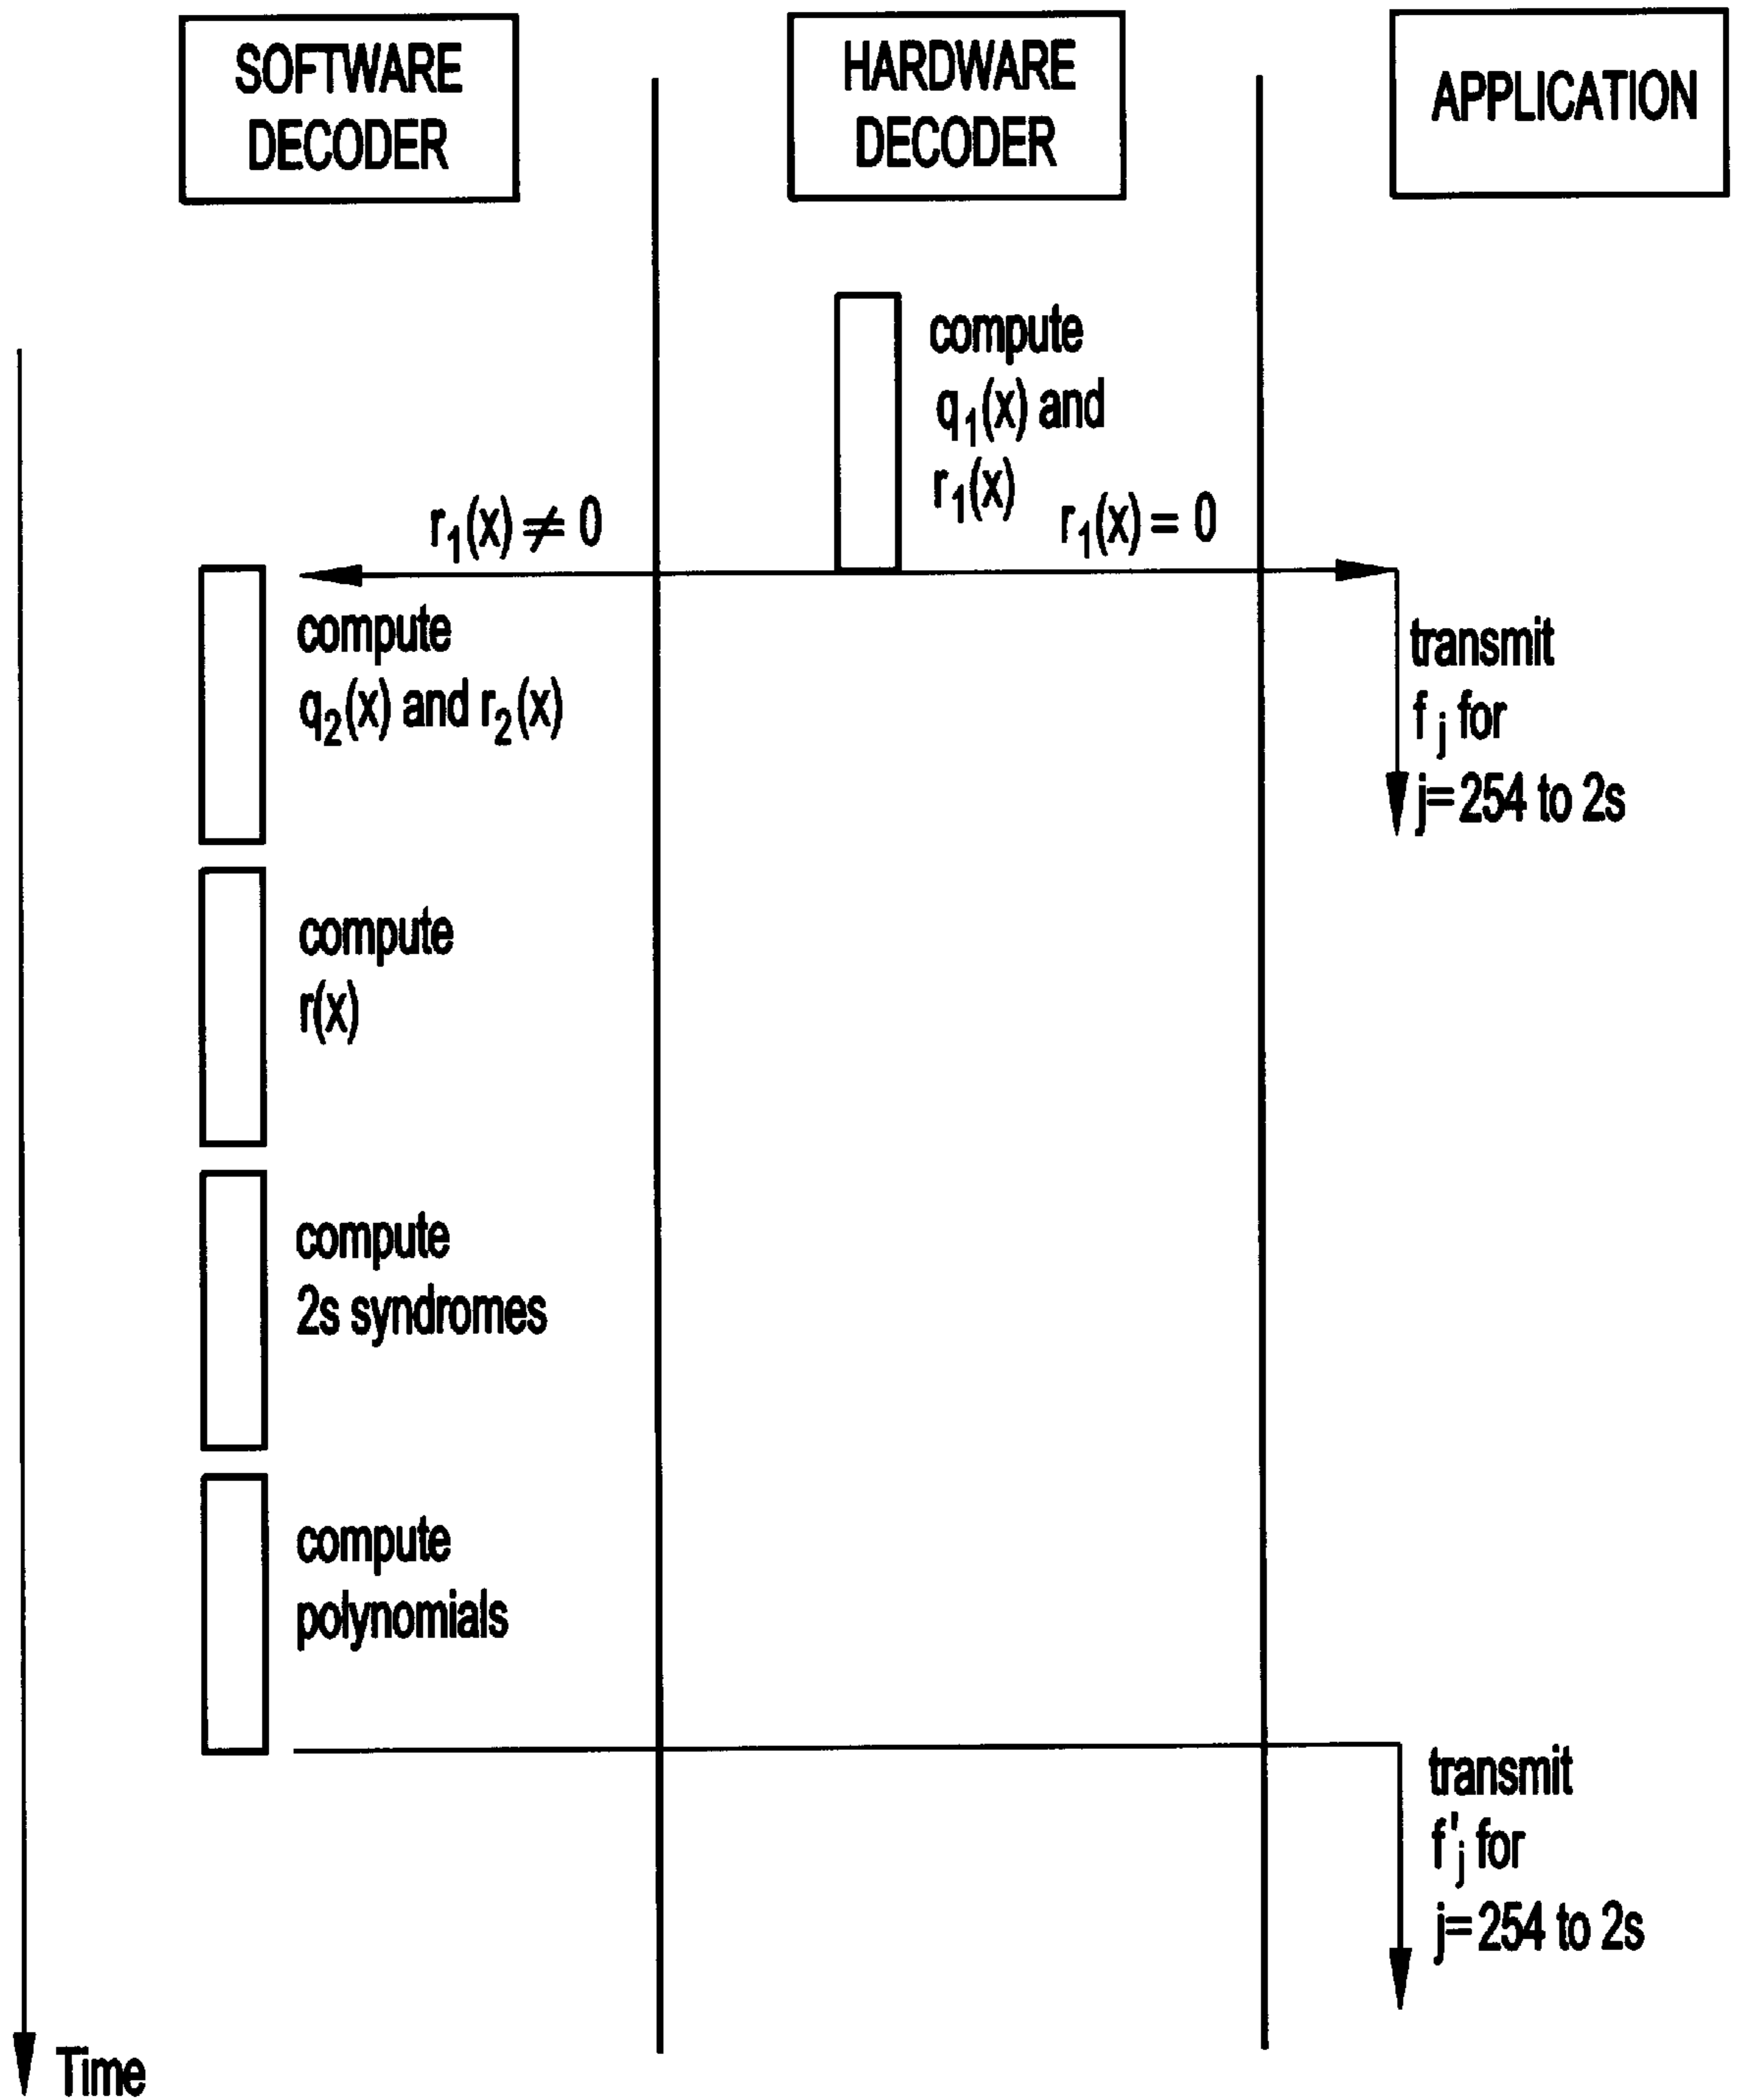 SOFTWARE
DECODER
HARDWARE
DECODER
APPLICATION
compute
q₁(x) and
r₁(x)
r₁(x) ≠ 0
r₁(x) = 0
compute
q₂(x) and r₂(x)
transmit
f j for
j=254 to 2s
compute
r(x)
compute
2s syndromes
compute
polynomials
transmit
f'j for
j=254 to 2s
Time